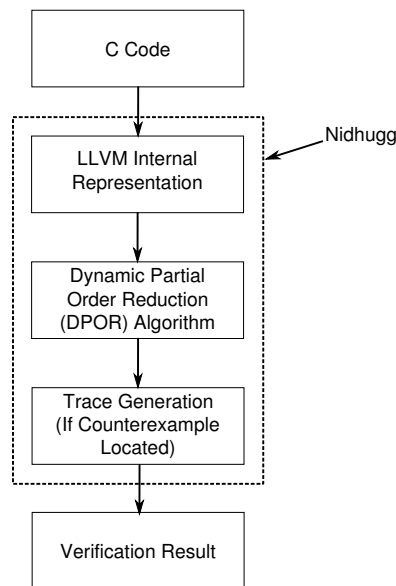 C Code
Nidhugg
LLVM Internal
Representation
Dynamic Partial
Order Reduction
(DPOR) Algorithm
Trace Generation
(If Counterexample
Located)
Verification Result